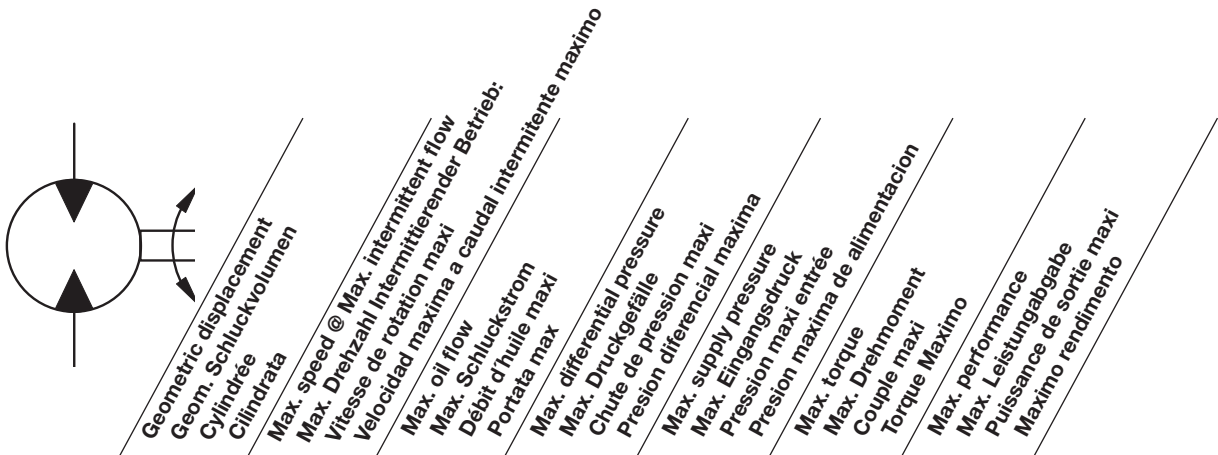 Geometric displacement
Geom. Schluckvolumen
Cylindrée
Cilindrata
Max. speed @ Max. intermittent flow
Max. Drehzahl Intermittierender Betrieb:
Vitesse de rotation maxi
Velocidad maxima a caudal intermitente maximo
Max. oil flow
Max. Schluckstrom
Débit d'huile maxi
Portata max
Max. differential pressure
Max. Druckgefälle
Chute de pression maxi
Presion diferencial maxima
Max. supply pressure
Max. Eingangsdruck
Pression maxi entrée
Presion maxima de alimentacion
Max. torque
Max. Drehmoment
Couple maxi
Torque Maximo
Max. performance
Max. Leistungabgabe
Puissance de sortie maxi
Maximo rendimento